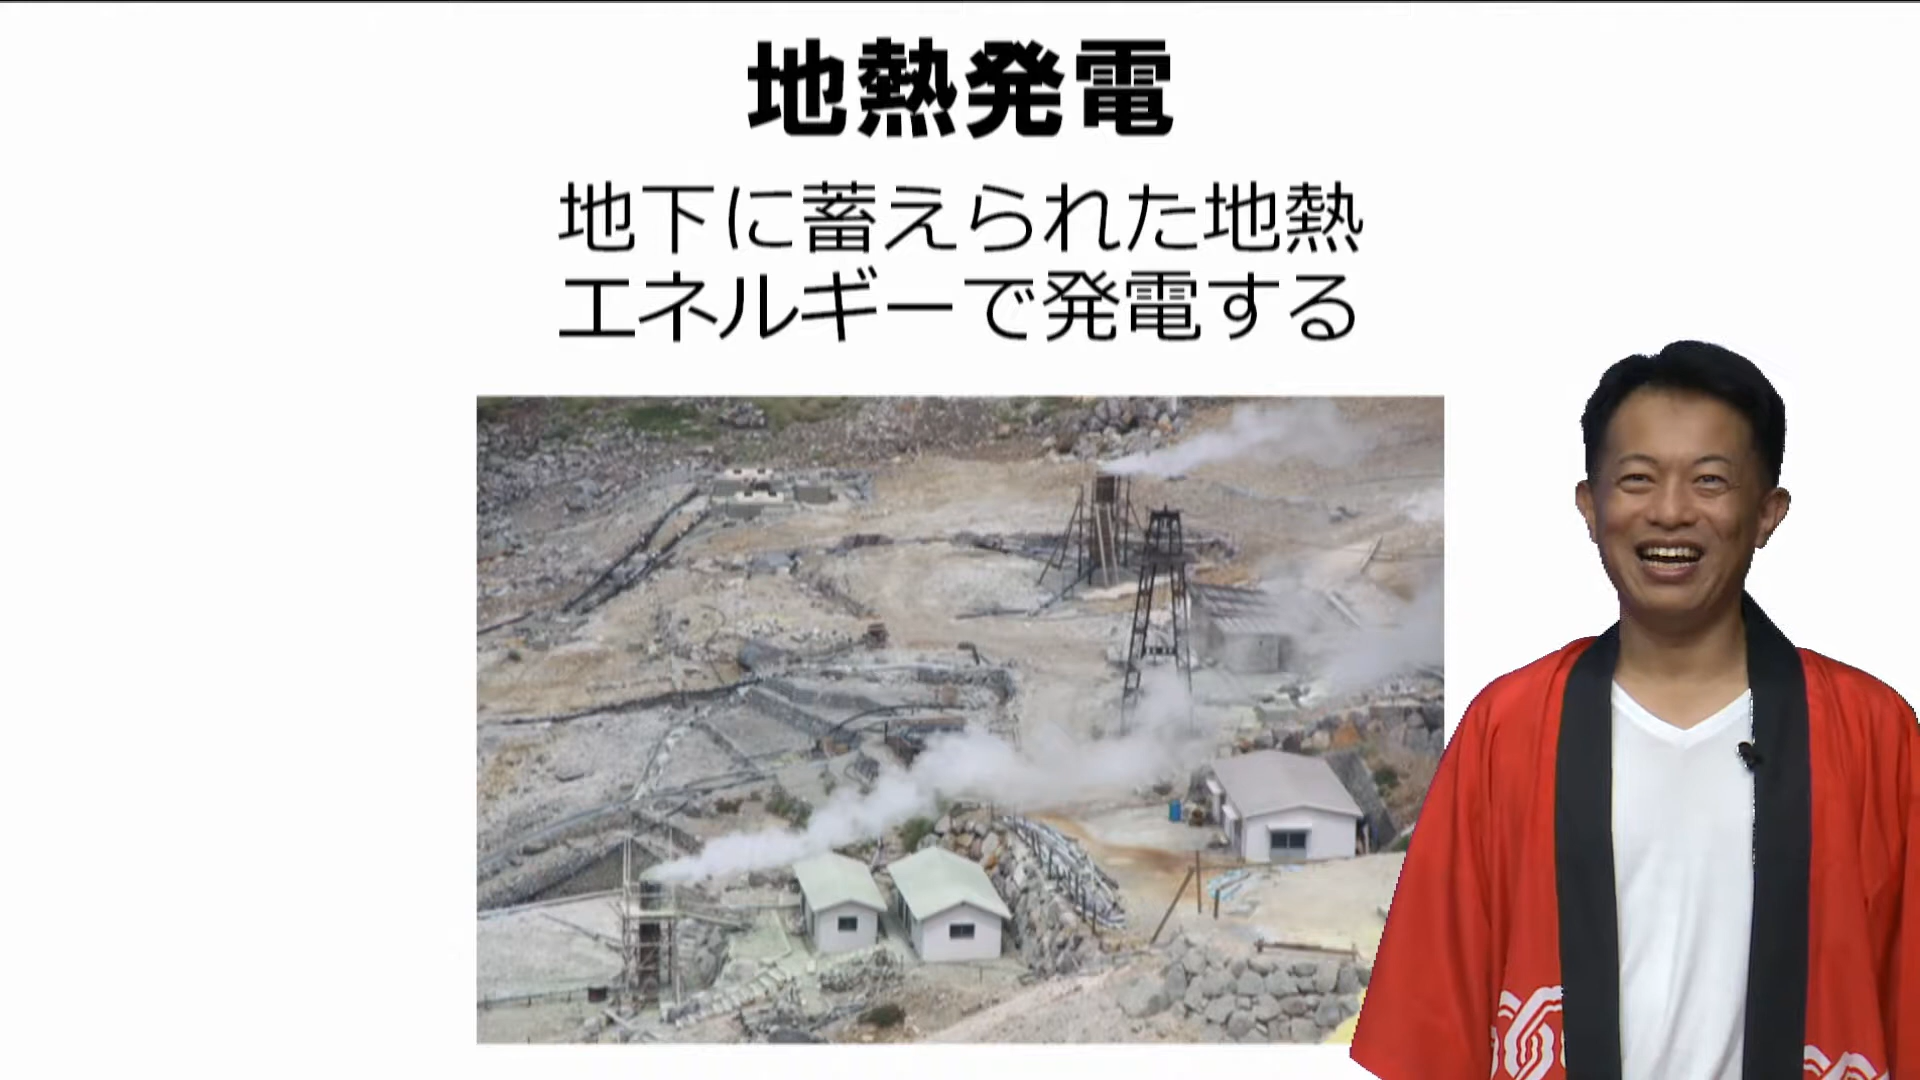 地熱発電
地下に蓄えられた地熱
エネルギーで発電する